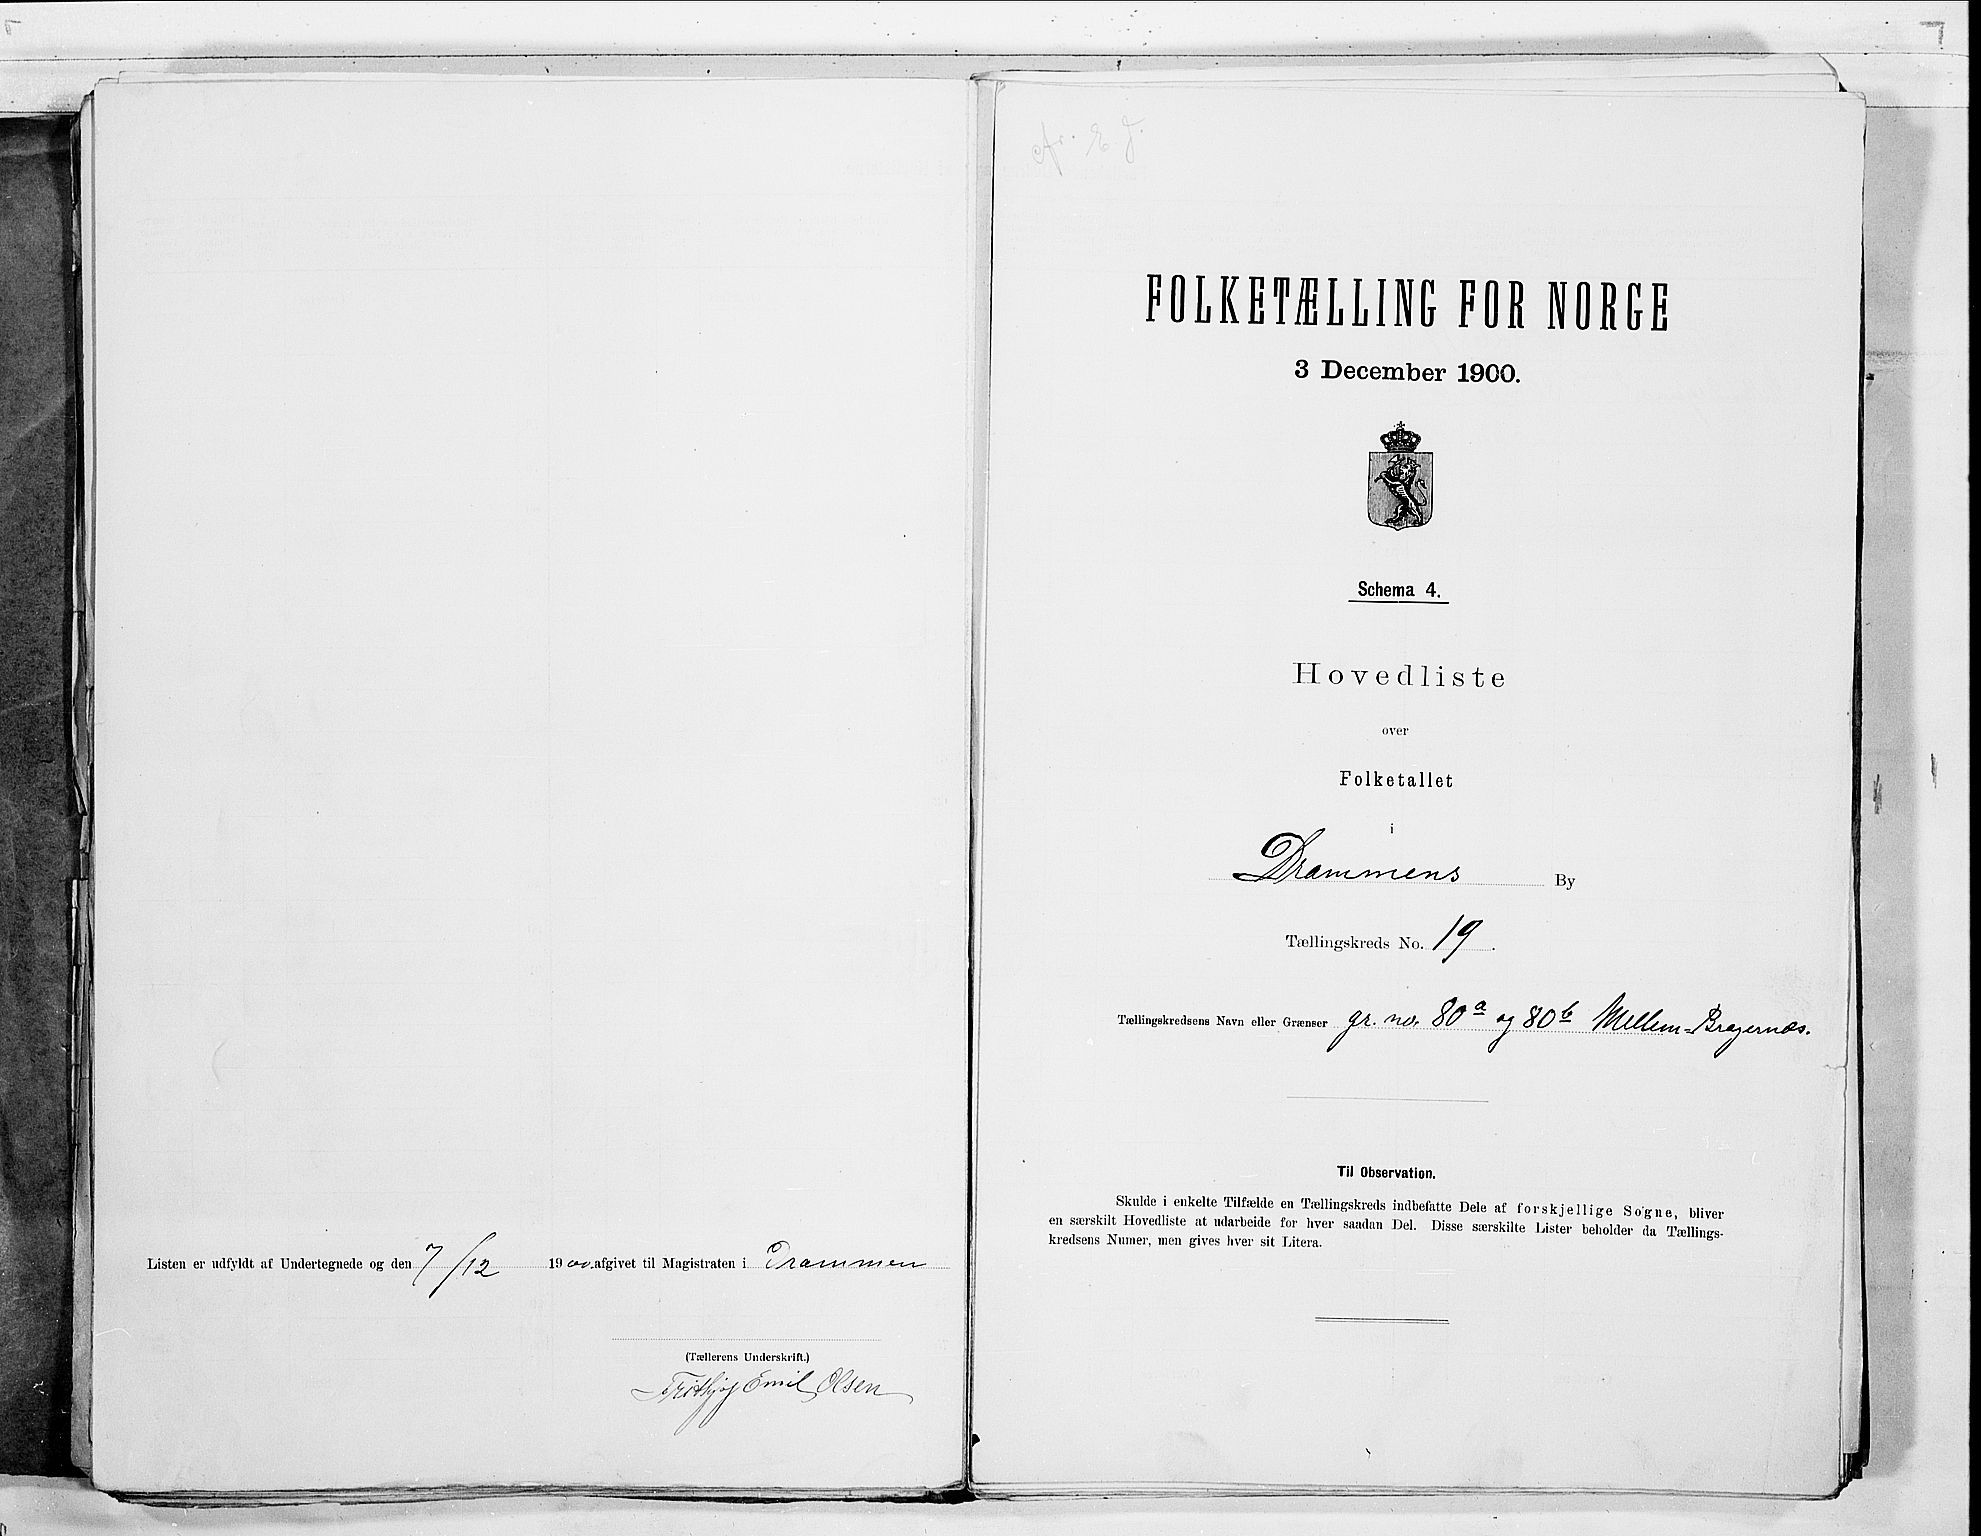 Listen er udfyldt af Undertegnede og den 7/12 1900. afgivet til Magistraten i Drammen
(Tællerens Underskrift.)
Frithjof Emil Olsen
FOLKETÆLLING FOR NORGE
3 December 1900.
Schema 4.
Hovedliste
over
Folketallet
i
Drammens By
Tællingskreds No. 19.
Tællingskredsens Navn eller Grænser gr. no. 80a og 80b Mellem-Bragernæs.
Til Observation.
Skulde i enkelte Tilfælde en Tællingskreds indbefatte Dele af forskjellige Sogne, bliver
en særskilt Hovedliste at udarbeide for hver saadan Del. Disse særskilte Lister beholder da Tællings-
kredsens Numer, men gives hver sit Litera.